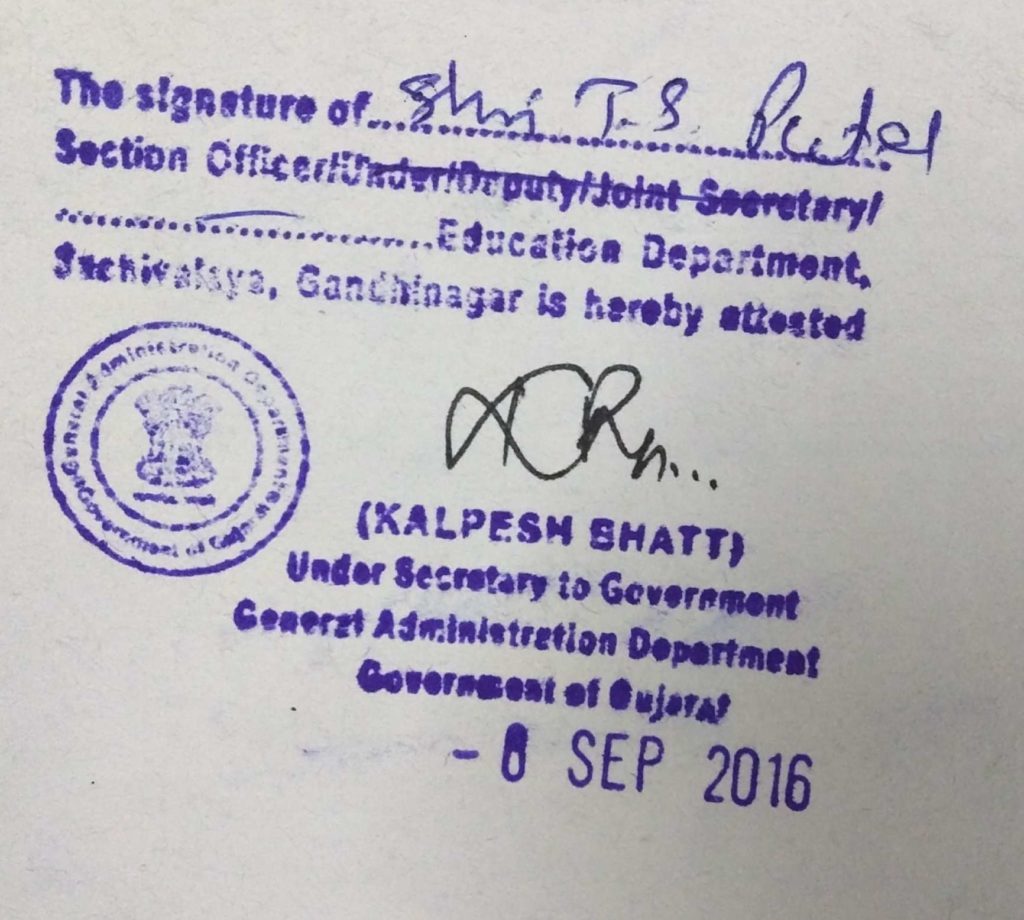 The signature of Shri T.S. Patel
Section Officer/Under/Deputy/Joint Secretary/
Education Department,
Sachivalaya, Gandhinagar is hereby attested
General Administration Department
Government of Gujarat
(KALPESH BHATT)
Under Secretary to Government
General Administration Department
Government of Gujarat
SEP 2016